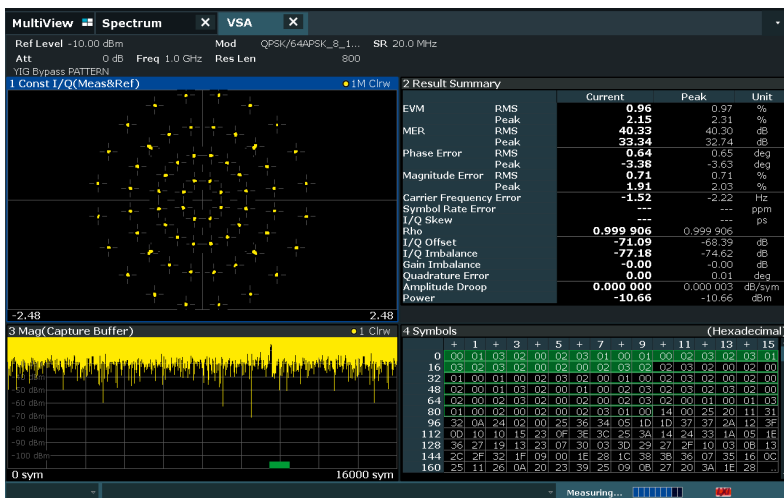 MultiView Spectrum X VSA X
Ref Level -10.00 dBm Mod QPSK/64APSK_8_1... SR 20.0 MHz
Att 0 dB Freq 1.0 GHz Res Len 800
YIG Bypass PATTERN
1 Const I/Q(Meas&Ref) 1M Clrw
-2.48 2.48
2 Result Summary
Current Peak Unit
EVM RMS 0.96 0.97 %
Peak 2.15 2.31 %
MER RMS 40.33 40.30 dB
Peak 33.34 32.74 dB
Phase Error RMS 0.64 0.65 deg
Peak -3.38 -3.63 deg
Magnitude Error RMS 0.71 0.71 %
Peak 1.91 2.03 %
Carrier Frequency Error -1.52 -2.22 Hz
Symbol Rate Error --- --- ppm
I/Q Skew --- --- ps
Rho 0.999 906 0.999 906
I/Q Offset -71.09 -68.39 dB
I/Q Imbalance -77.18 -74.62 dB
Gain Imbalance -0.00 -0.00 dB
Quadrature Error 0.00 0.01 deg
Amplitude Droop 0.000 000 0.000 003 dB/sym
Power -10.66 -10.66 dBm
3 Mag(Capture Buffer) 1 Clrw
-50 dBm
-60 dBm
-80 dBm
-90 dBm
-100 dBm
0 sym 16000 sym
4 Symbols (Hexadecimal)
+ 1 + 3 + 5 + 7 + 9 + 11 + 13 + 15
0 00 01 03 02 00 02 03 01 00 01 00 02 03 02 03 01
16 03 02 03 02 00 02 00 02 03 02 02 03 02 00 02 00
32 01 00 01 00 02 03 02 00 01 00 02 03 02 00 02 00
48 02 00 01 03 02 00 01 00 02 03 02 03 02 00 02 00
64 02 02 03 00 02 03 02 03 02 03 02 00 01 00 01 03
80 01 00 02 00 02 00 02 03 01 00 14 00 25 20 11 31
96 32 0A 24 02 00 25 36 34 05 1D 1D 37 37 2A 12 3F
112 0D 10 10 15 23 0F 3E 3C 25 3A 14 24 33 1A 05 1E
128 36 27 19 13 23 07 30 03 3D 29 27 2F 10 03 0B 13
144 2C 2F 32 1F 09 00 1E 28 1C 38 3B 36 07 35 16 0C
160 25 11 26 0A 20 23 39 25 09 0B 27 20 3A 1E 28 ..
Measuring...